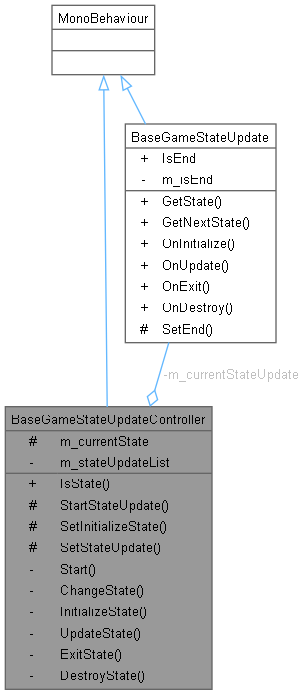 MonoBehaviour
BaseGameStateUpdate
+ IsEnd
- m_isEnd
+ GetState()
+ GetNextState()
+ OnInitialize()
+ OnUpdate()
+ OnExit()
+ OnDestroy()
# SetEnd()
-m_currentStateUpdate
BaseGameStateUpdateController
# m_currentState
- m_stateUpdateList
+ IsState()
# StartStateUpdate()
# SetInitializeState()
# SetStateUpdate()
- Start()
- ChangeState()
- InitializeState()
- UpdateState()
- ExitState()
- DestroyState()